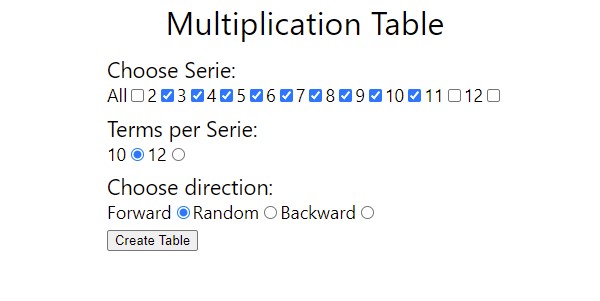 Multiplication Table
Choose Serie:
All 2 3 4 5 6 7 8 9 10 11 12
Terms per Serie:
10 12
Choose direction:
Forward Random Backward
Create Table